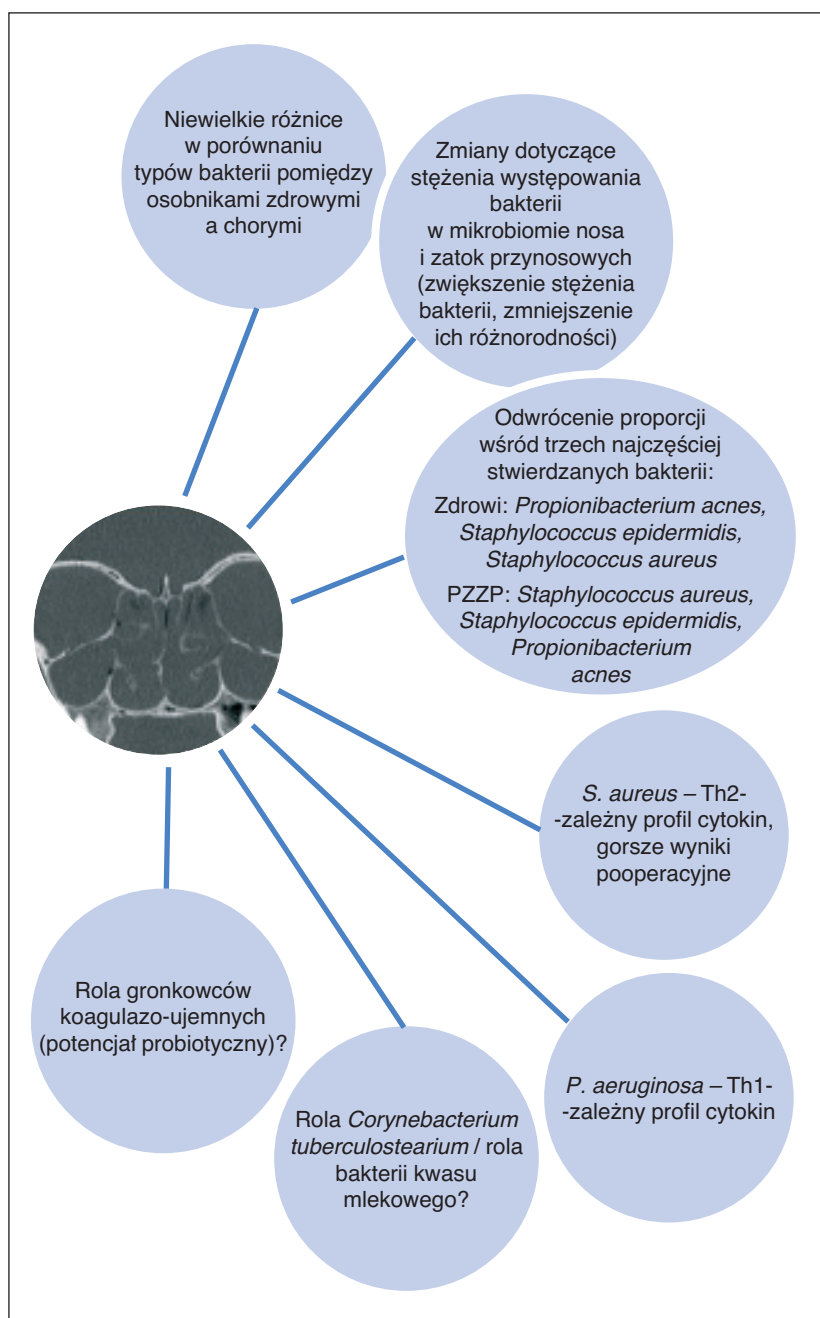 Niewielkie różnice
w porównaniu
typów bakterii pomiędzy
osobnikami zdrowymi
a chorymi
Zmiany dotyczące
stężenia występowania
bakterii
w mikrobiomie nosa
i zatok przynosowych
(zwiększenie stężenia
bakterii, zmniejszenie
ich różnorodności)
Odwrócenie proporcji
wśród trzech najczęściej
stwierdzanych bakterii:
Zdrowi: Propionibacterium acnes,
Staphylococcus epidermidis,
Staphylococcus aureus
PZZP: Staphylococcus aureus,
Staphylococcus epidermidis,
Propionibacterium
acnes
S. aureus – Th2-
-zależny profil cytokin,
gorsze wyniki
pooperacyjne
P. aeruginosa – Th1-
-zależny profil cytokin
Rola Corynebacterium
tuberculostearium / rola
bakterii kwasu
mlekowego?
Rola gronkowców
koagulazo-ujemnych
(potencjał probiotyczny)?